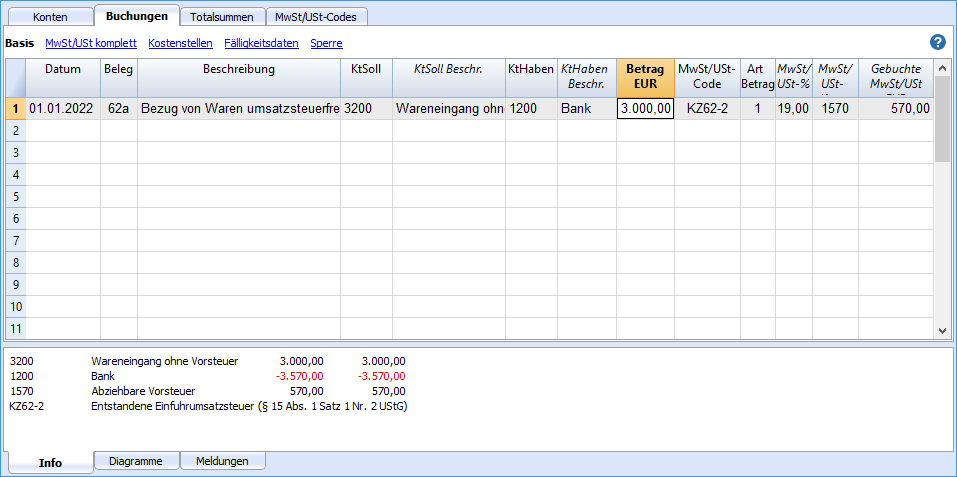 Konten Buchungen Totalsummen MwSt/USt-Codes
Basis MwSt/USt komplett Kostenstellen Fälligkeitsdaten Sperre ?
Datum Beleg Beschreibung KtSoll KtSoll Beschr. KtHaben KtHaben Beschr. Betrag EUR MwSt/USt-Code Art Betrag MwSt/USt-% MwSt/USt- Gebuchte MwSt/USt
1 01.01.2022 62a Bezug von Waren umsatzsteuerfre 3200 Wareneingang ohn 1200 Bank 3.000,00 KZ62-2 1 19,00 1570 570,00
2
3
4
5
6
7
8
9
10
11
3200 Wareneingang ohne Vorsteuer 3.000,00 3.000,00
1200 Bank -3.570,00 -3.570,00
1570 Abziehbare Vorsteuer 570,00 570,00
KZ62-2 Entstandene Einfuhrumsatzsteuer (§ 15 Abs. 1 Satz 1 Nr. 2 UStG)
Info Diagramme Meldungen